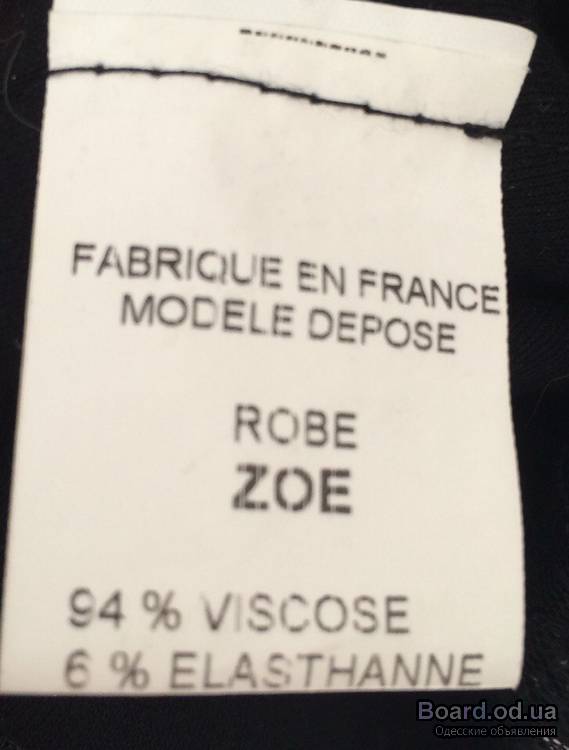 FABRIQUE EN FRANCE
MODELE DEPOSE
ROBE
ZOE
94 % VISCOSE
6 % ELASTHANNE
Board.od.ua
Одесские объявления